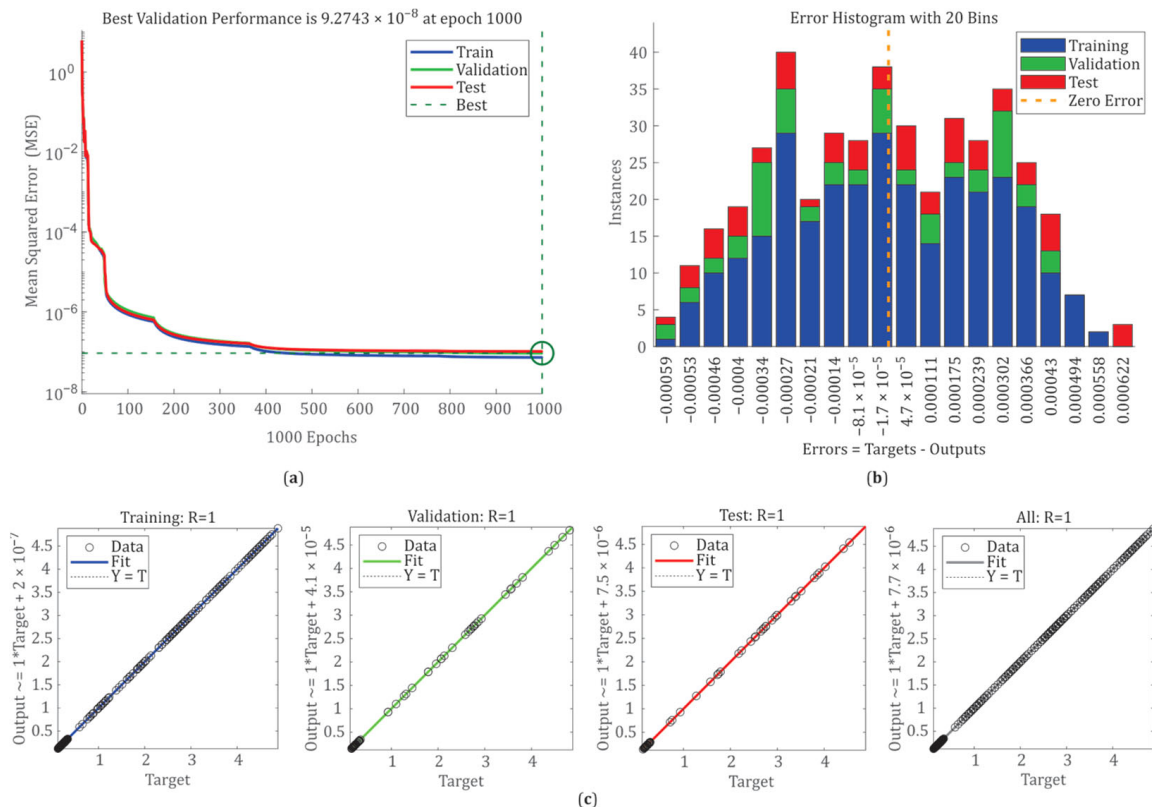 Best Validation Performance is 9.2743 × 10⁻⁸ at epoch 1000
Mean Squared Error (MSE)
10⁰
10⁻²
10⁻⁴
10⁻⁶
10⁻⁸
Train
Validation
Test
Best
0 100 200 300 400 500 600 700 800 900 1000
1000 Epochs
(a)
Error Histogram with 20 Bins
Instances
40
35
30
25
20
15
10
5
0
Training
Validation
Test
Zero Error
−0.00059
−0.00053
−0.00046
−0.0004
−0.00034
−0.00027
−0.00021
−0.00014
−8.1 × 10⁻⁵
−1.7 × 10⁻⁵
4.7 × 10⁻⁵
0.000111
0.000175
0.000239
0.000302
0.000366
0.00043
0.000494
0.000558
0.000622
Errors = Targets - Outputs
(b)
Training: R=1
Output ~= 1*Target + 2 × 10⁻⁷
4.5
4
3.5
3
2.5
2
1.5
1
0.5
Data
Fit
Y = T
1 2 3 4
Target
Validation: R=1
Output ~= 1*Target + 4.1 × 10⁻⁵
4.5
4
3.5
3
2.5
2
1.5
1
0.5
Data
Fit
Y = T
1 2 3 4
Target
Test: R=1
Output ~= 1*Target + 7.5 × 10⁻⁶
4.5
4
3.5
3
2.5
2
1.5
1
0.5
Data
Fit
Y = T
1 2 3 4
Target
All: R=1
Output ~= 1*Target + 7.7 × 10⁻⁶
4.5
4
3.5
3
2.5
2
1.5
1
0.5
Data
Fit
Y = T
1 2 3 4
Target
(c)